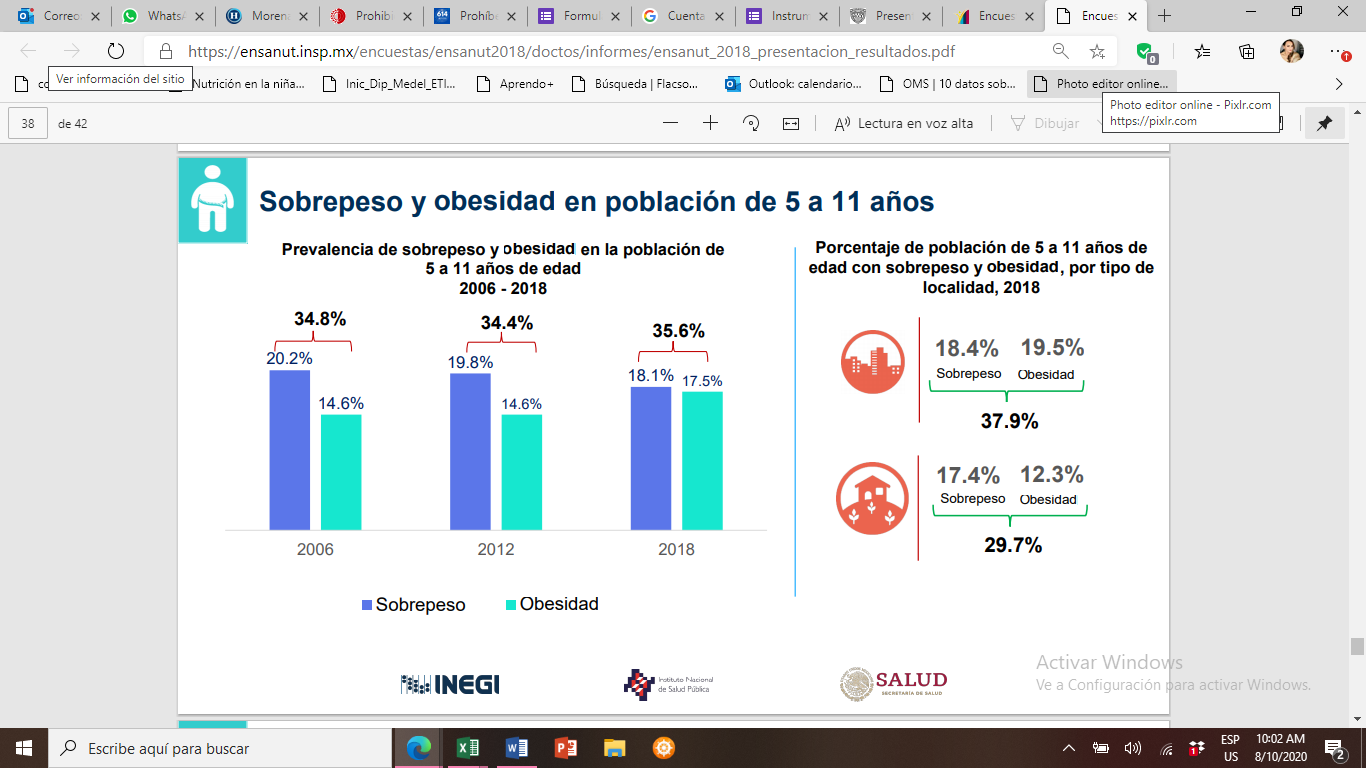 Correo
WhatsA
Morena
Prohibi
Prohíbe
Formul
Cuenta
Instrum
Present
Encues
Encues
https://ensanut.insp.mx/encuestas/ensanut2018/doctos/informes/ensanut_2018_presentacion_resultados.pdf
0
Ver información del sitio
Nutrición en la niña...
Inic_Dip_Medel_ETI...
Aprendo+
Búsqueda | Flacso...
Outlook: calendario...
OMS | 10 datos sob...
Photo editor online...
Photo editor online - Pixlr.com
https://pixlr.com
38
de 42
Lectura en voz alta
Dibujar
Sobrepeso y obesidad en población de 5 a 11 años
Prevalencia de sobrepeso y obesidad en la población de
5 a 11 años de edad
2006 - 2018
34.8%
34.4%
35.6%
20.2%
14.6%
19.8%
14.6%
18.1%
17.5%
2006
2012
2018
Sobrepeso
Obesidad
Porcentaje de población de 5 a 11 años de
edad con sobrepeso y obesidad, por tipo de
localidad, 2018
18.4%
19.5%
Sobrepeso
Obesidad
37.9%
17.4%
12.3%
Sobrepeso
Obesidad
29.7%
INEGI
Instituto Nacional
de Salud Pública
SALUD
SECRETARÍA DE SALUD
Activar Windows
Ve a Configuración para activar Windows.
Escribe aquí para buscar
ESP
US
10:02 AM
8/10/2020
2